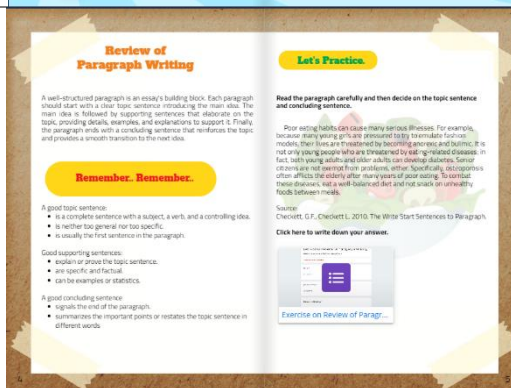 Review of
Paragraph Writing
A well-structured paragraph is an essay's building block. Each paragraph
should start with a clear topic sentence introducing the main idea. The
main idea is followed by supporting sentences that elaborate on the
topic, providing details, examples, and explanations to support it. Finally,
the paragraph ends with a concluding sentence that reinforces the topic
and provides a smooth transition to the next idea.
Remember.. Remember..
A good topic sentence:
• is a complete sentence with a subject, a verb, and a controlling idea.
• is neither too general nor too specific.
• is usually the first sentence in the paragraph.
Good supporting sentences:
• explain or prove the topic sentence.
• are specific and factual.
• can be examples or statistics.
A good concluding sentence
• signals the end of the paragraph.
• summarizes the important points or restates the topic sentence in
different words
4
Let's Practice.
Read the paragraph carefully and then decide on the topic sentence
and concluding sentence.
Poor eating habits can cause many serious illnesses. For example,
because many young girls are pressured to try to emulate fashion
models, their lives are threatened by becoming anorexic and bulimic. It is
not only young people who are threatened by eating-related diseases; in
fact, both young adults and older adults can develop diabetes. Senior
citizens are not exempt from problems, either. Specifically, osteoporosis
often afflicts the elderly after many years of poor eating. To combat
these diseases, eat a well-balanced diet and not snack on unhealthy
foods between meals.
Source:
Checkett, G.F., Checkett L. 2010. The Write Start Sentences to Paragraph.
Click here to write down your answer.
Exercise on Review of Paragr...
5